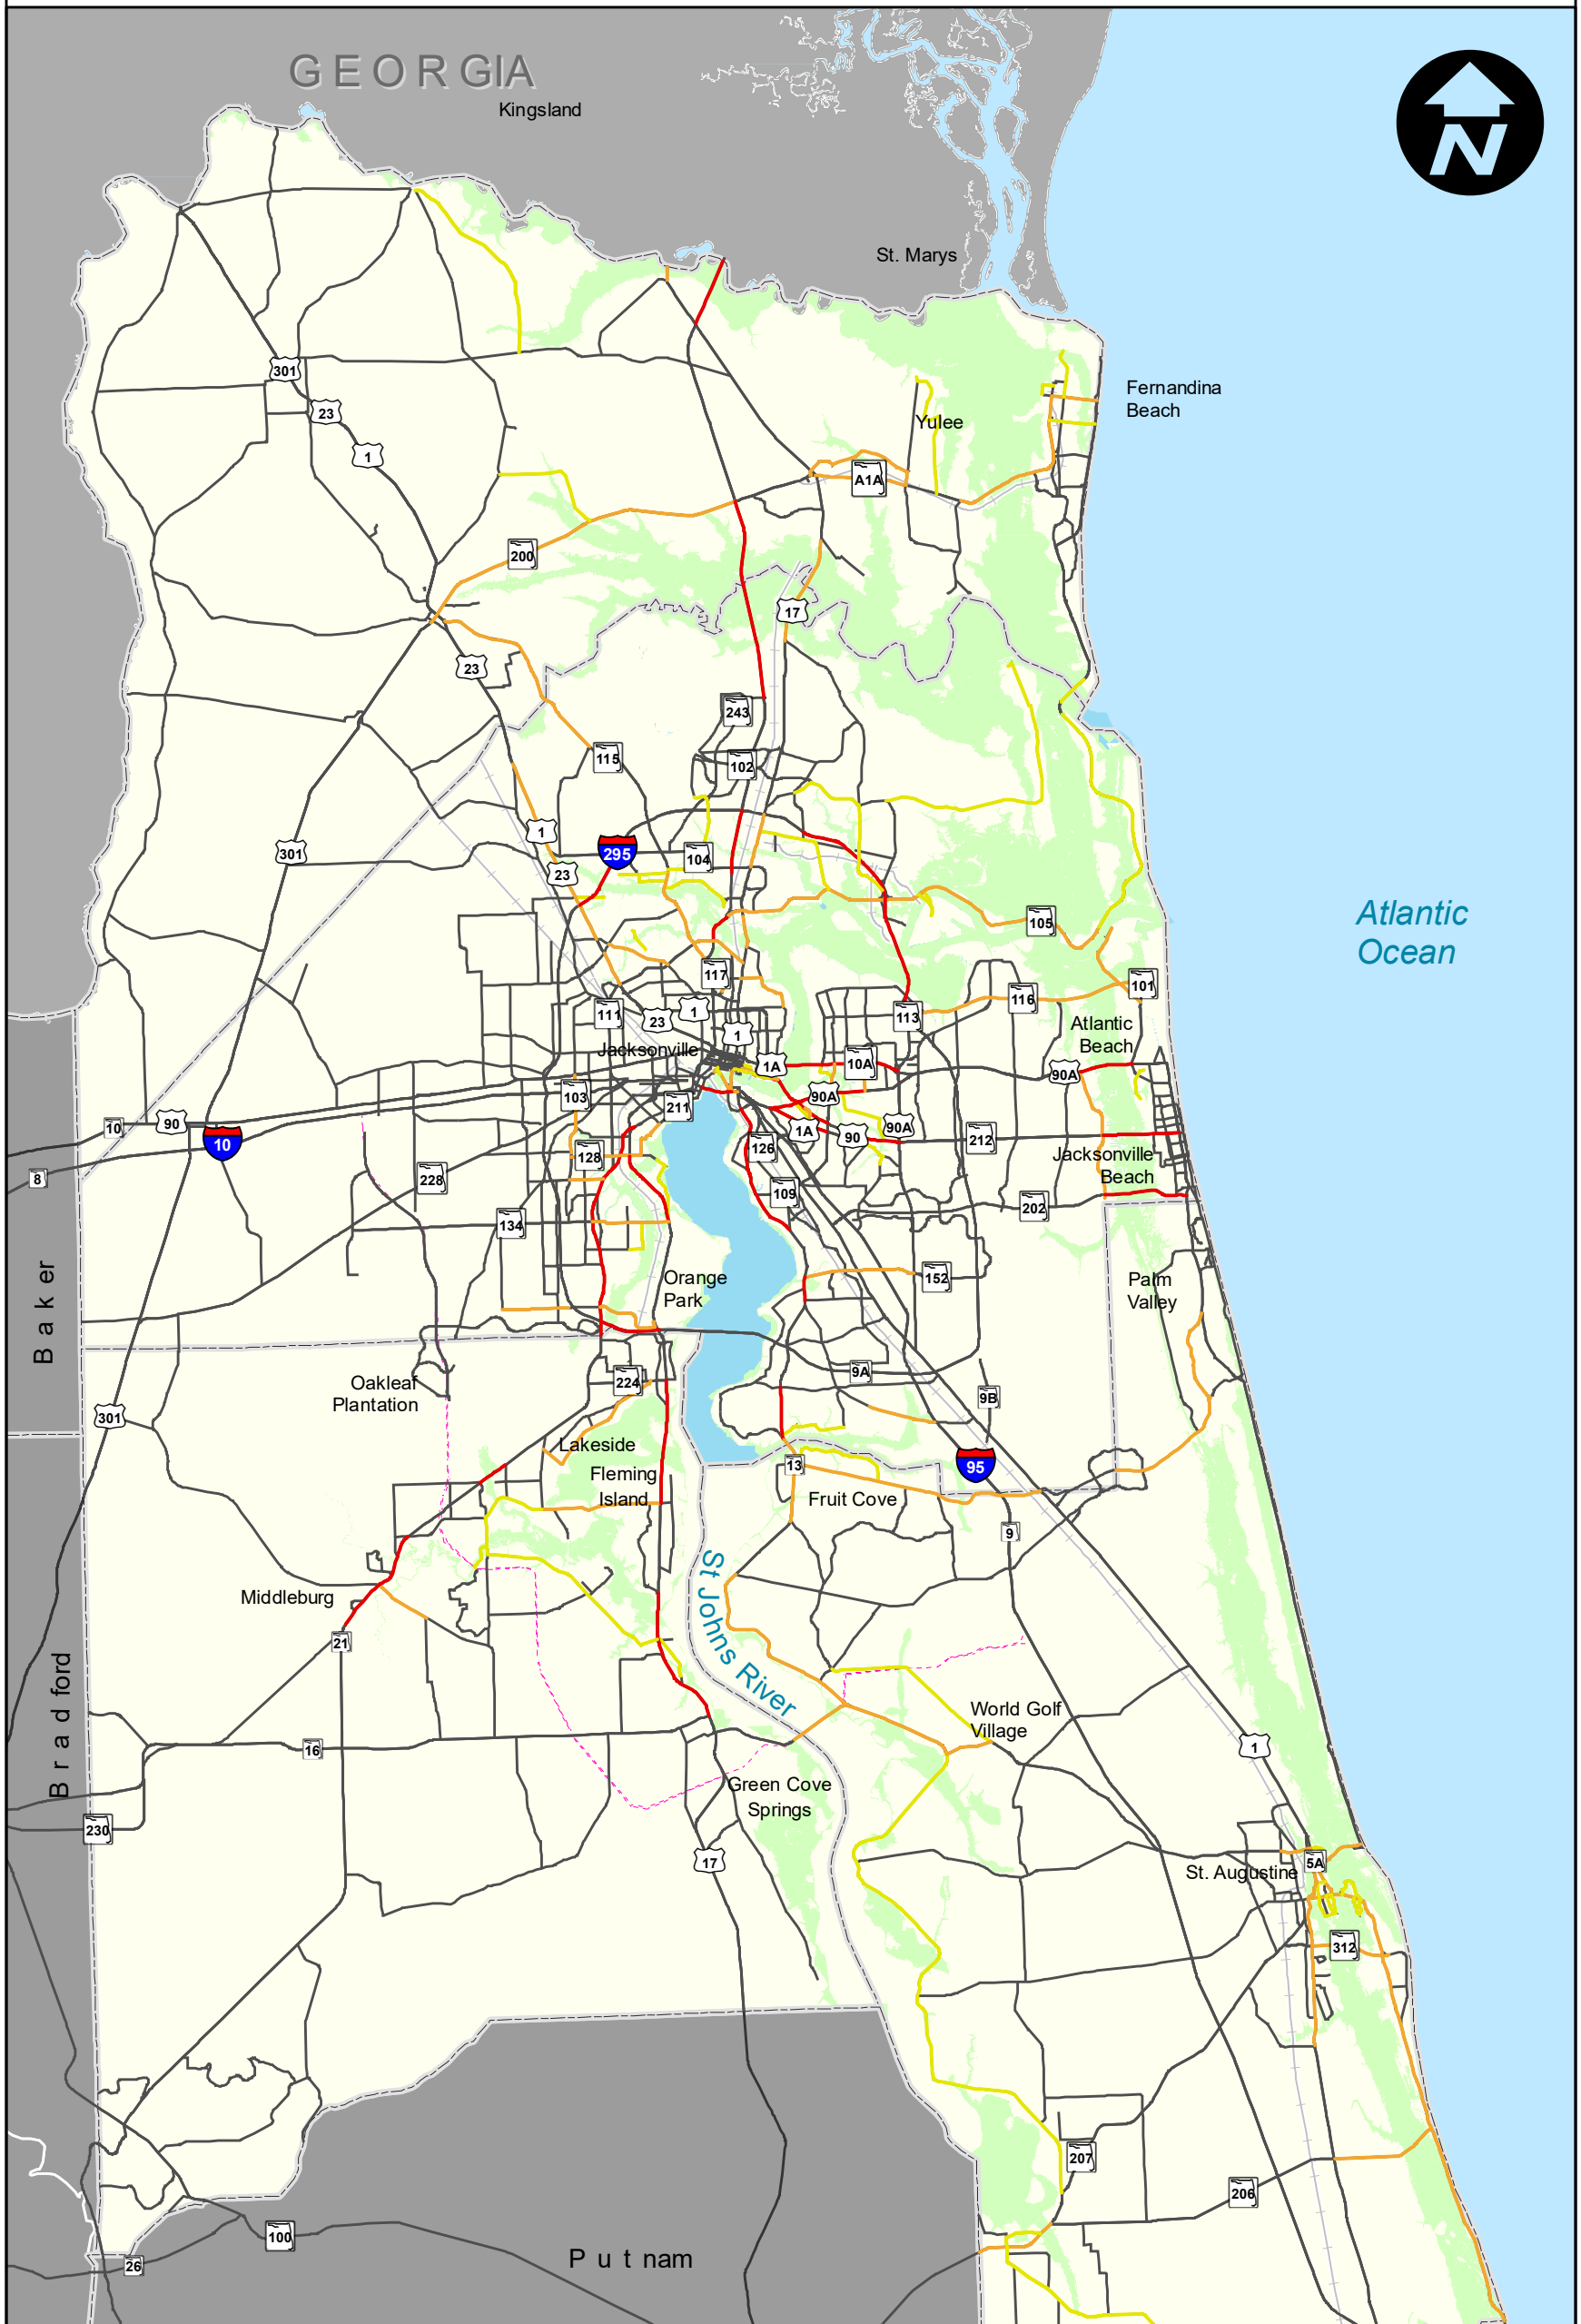 GEORGIA
Kingsland
N
St. Marys
301
Fernandina
Beach
23
Yulee
1
A1A
200
17
23
243
115
102
1
301
295
104
23
Atlantic
Ocean
105
117
101
116
111
23
1
113
Atlantic
Beach
1
Jacksonville
1A
10A
90A
103
90A
211
10
90
10
1A
90
90A
212
126
128
Jacksonville
Beach
8
228
109
202
134
Orange
Park
152
Palm
Valley
Baker
9A
224
Oakleaf
Plantation
9B
301
Lakeside
13
95
Fleming
Island
Fruit Cove
9
Middleburg
St Johns River
21
Bradford
World Golf
Village
16
1
Green Cove
Springs
230
17
5A
St. Augustine
312
207
206
100
Putnam
26